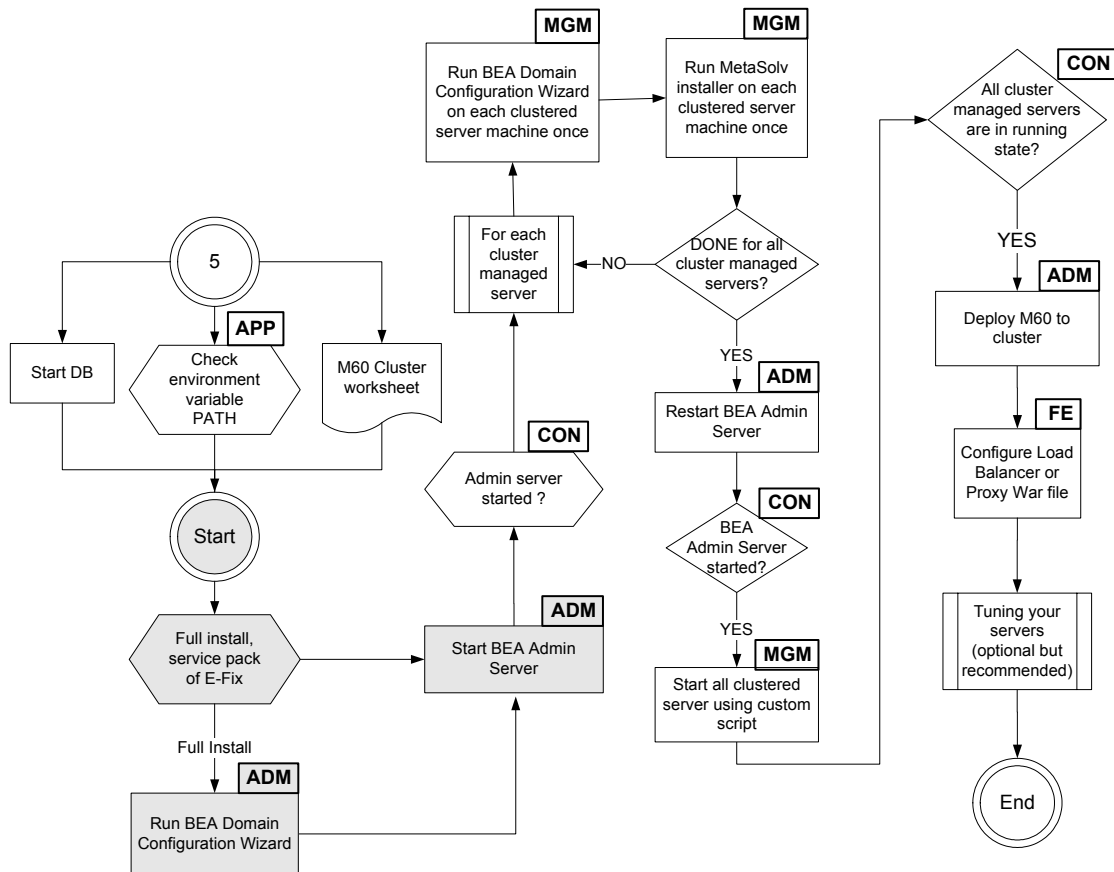 5
Start DB
APP
Check
environment
variable
PATH
M60 Cluster
worksheet
Start
Full install,
service pack
of E-Fix
Full Install
ADM
Run BEA Domain
Configuration Wizard
ADM
Start BEA Admin
Server
CON
Admin server
started ?
For each
cluster
managed
server
MGM
Run BEA Domain
Configuration Wizard
on each clustered
server machine once
MGM
Run MetaSolv
installer on each
clustered server
machine once
DONE for all
cluster managed
servers?
NO
YES
ADM
Restart BEA Admin
Server
CON
BEA
Admin Server
started?
YES
MGM
Start all clustered
server using custom
script
CON
All cluster
managed servers
are in running
state?
YES
ADM
Deploy M60 to
cluster
FE
Configure Load
Balancer or
Proxy War file
Tuning your
servers
(optional but
recommended)
End